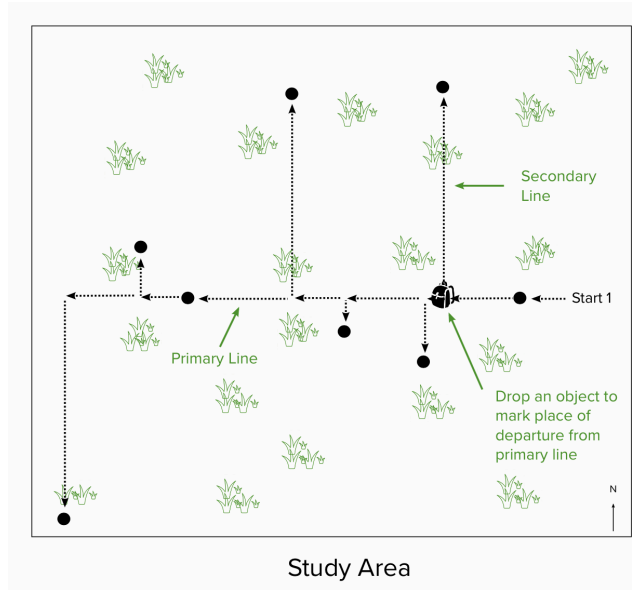 Secondary
Line
Start 1
Primary Line
Drop an object to
mark place of
departure from
primary line
N
Study Area